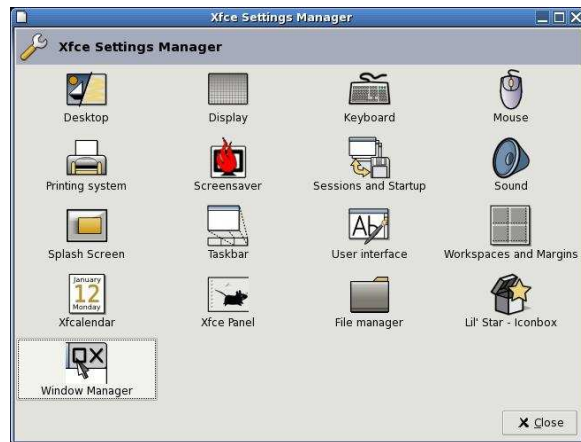 Xfce Settings Manager
Xfce Settings Manager
Desktop
Display
Keyboard
Mouse
Printing system
Screensaver
Sessions and Startup
Sound
Splash Screen
Taskbar
User interface
Workspaces and Margins
January
12
Monday
Xfcalendar
Xfce Panel
File manager
Lil' Star - Iconbox
Window Manager
Close